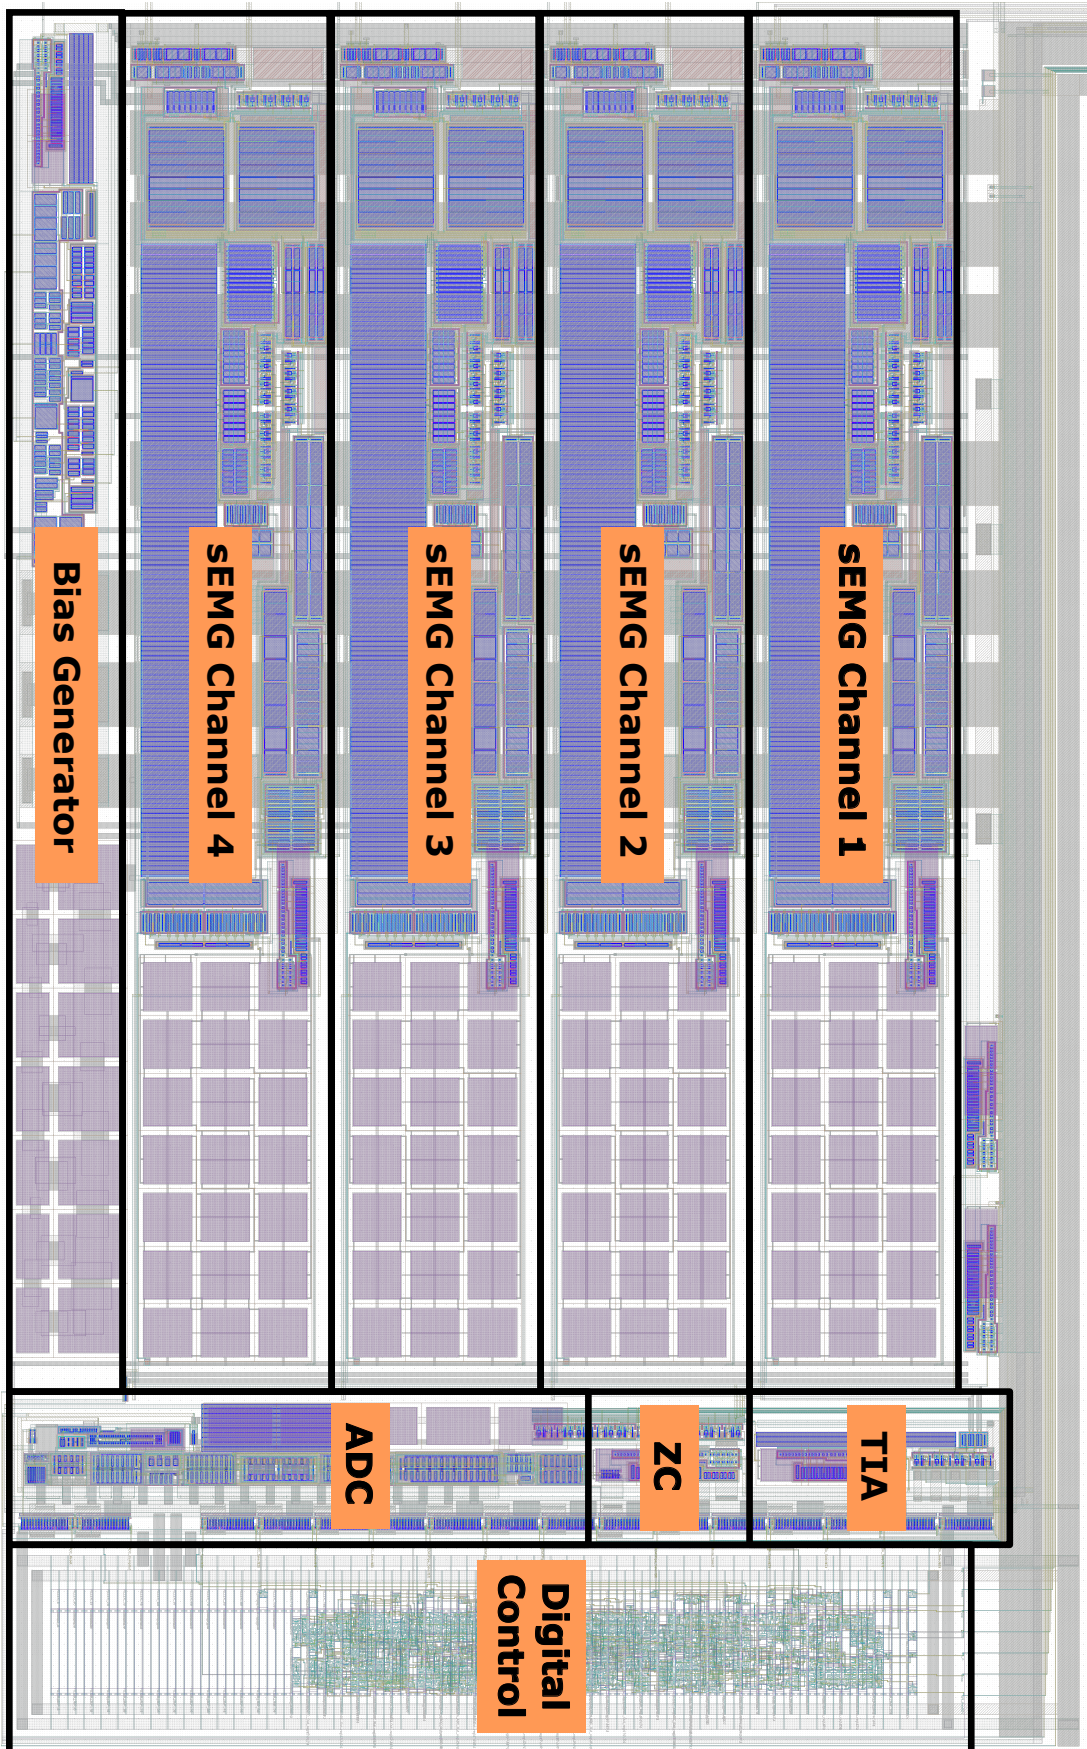 Bias Generator
sEMG Channel 4
sEMG Channel 3
sEMG Channel 2
sEMG Channel 1
ADC
ZC
TIA
Digital
Control